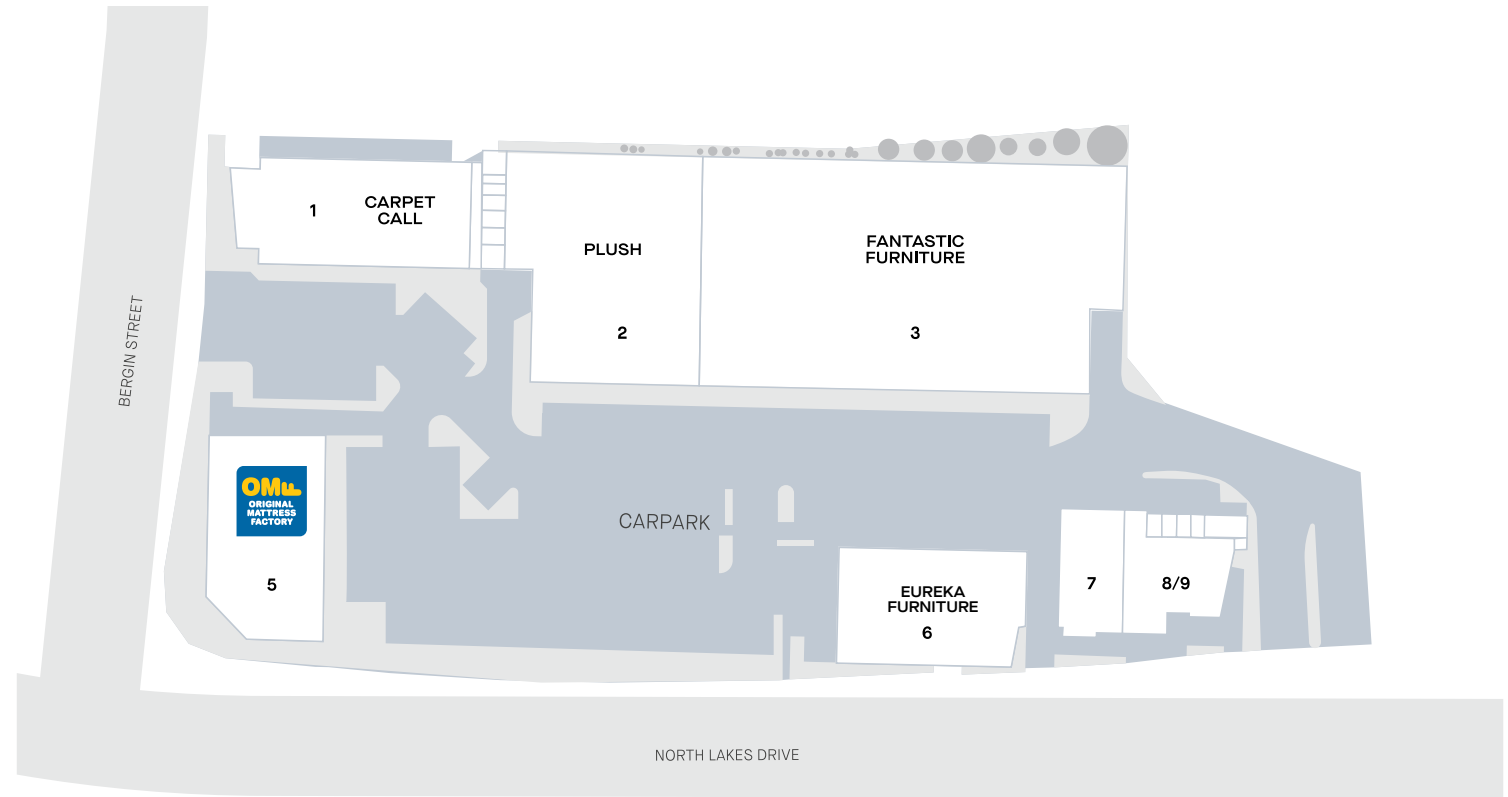 1
CARPET
CALL
PLUSH
2
FANTASTIC
FURNITURE
3
BERGIN STREET
OMF
ORIGINAL
MATTRESS
FACTORY
5
CARPARK
EUREKA
FURNITURE
6
7
8/9
NORTH LAKES DRIVE